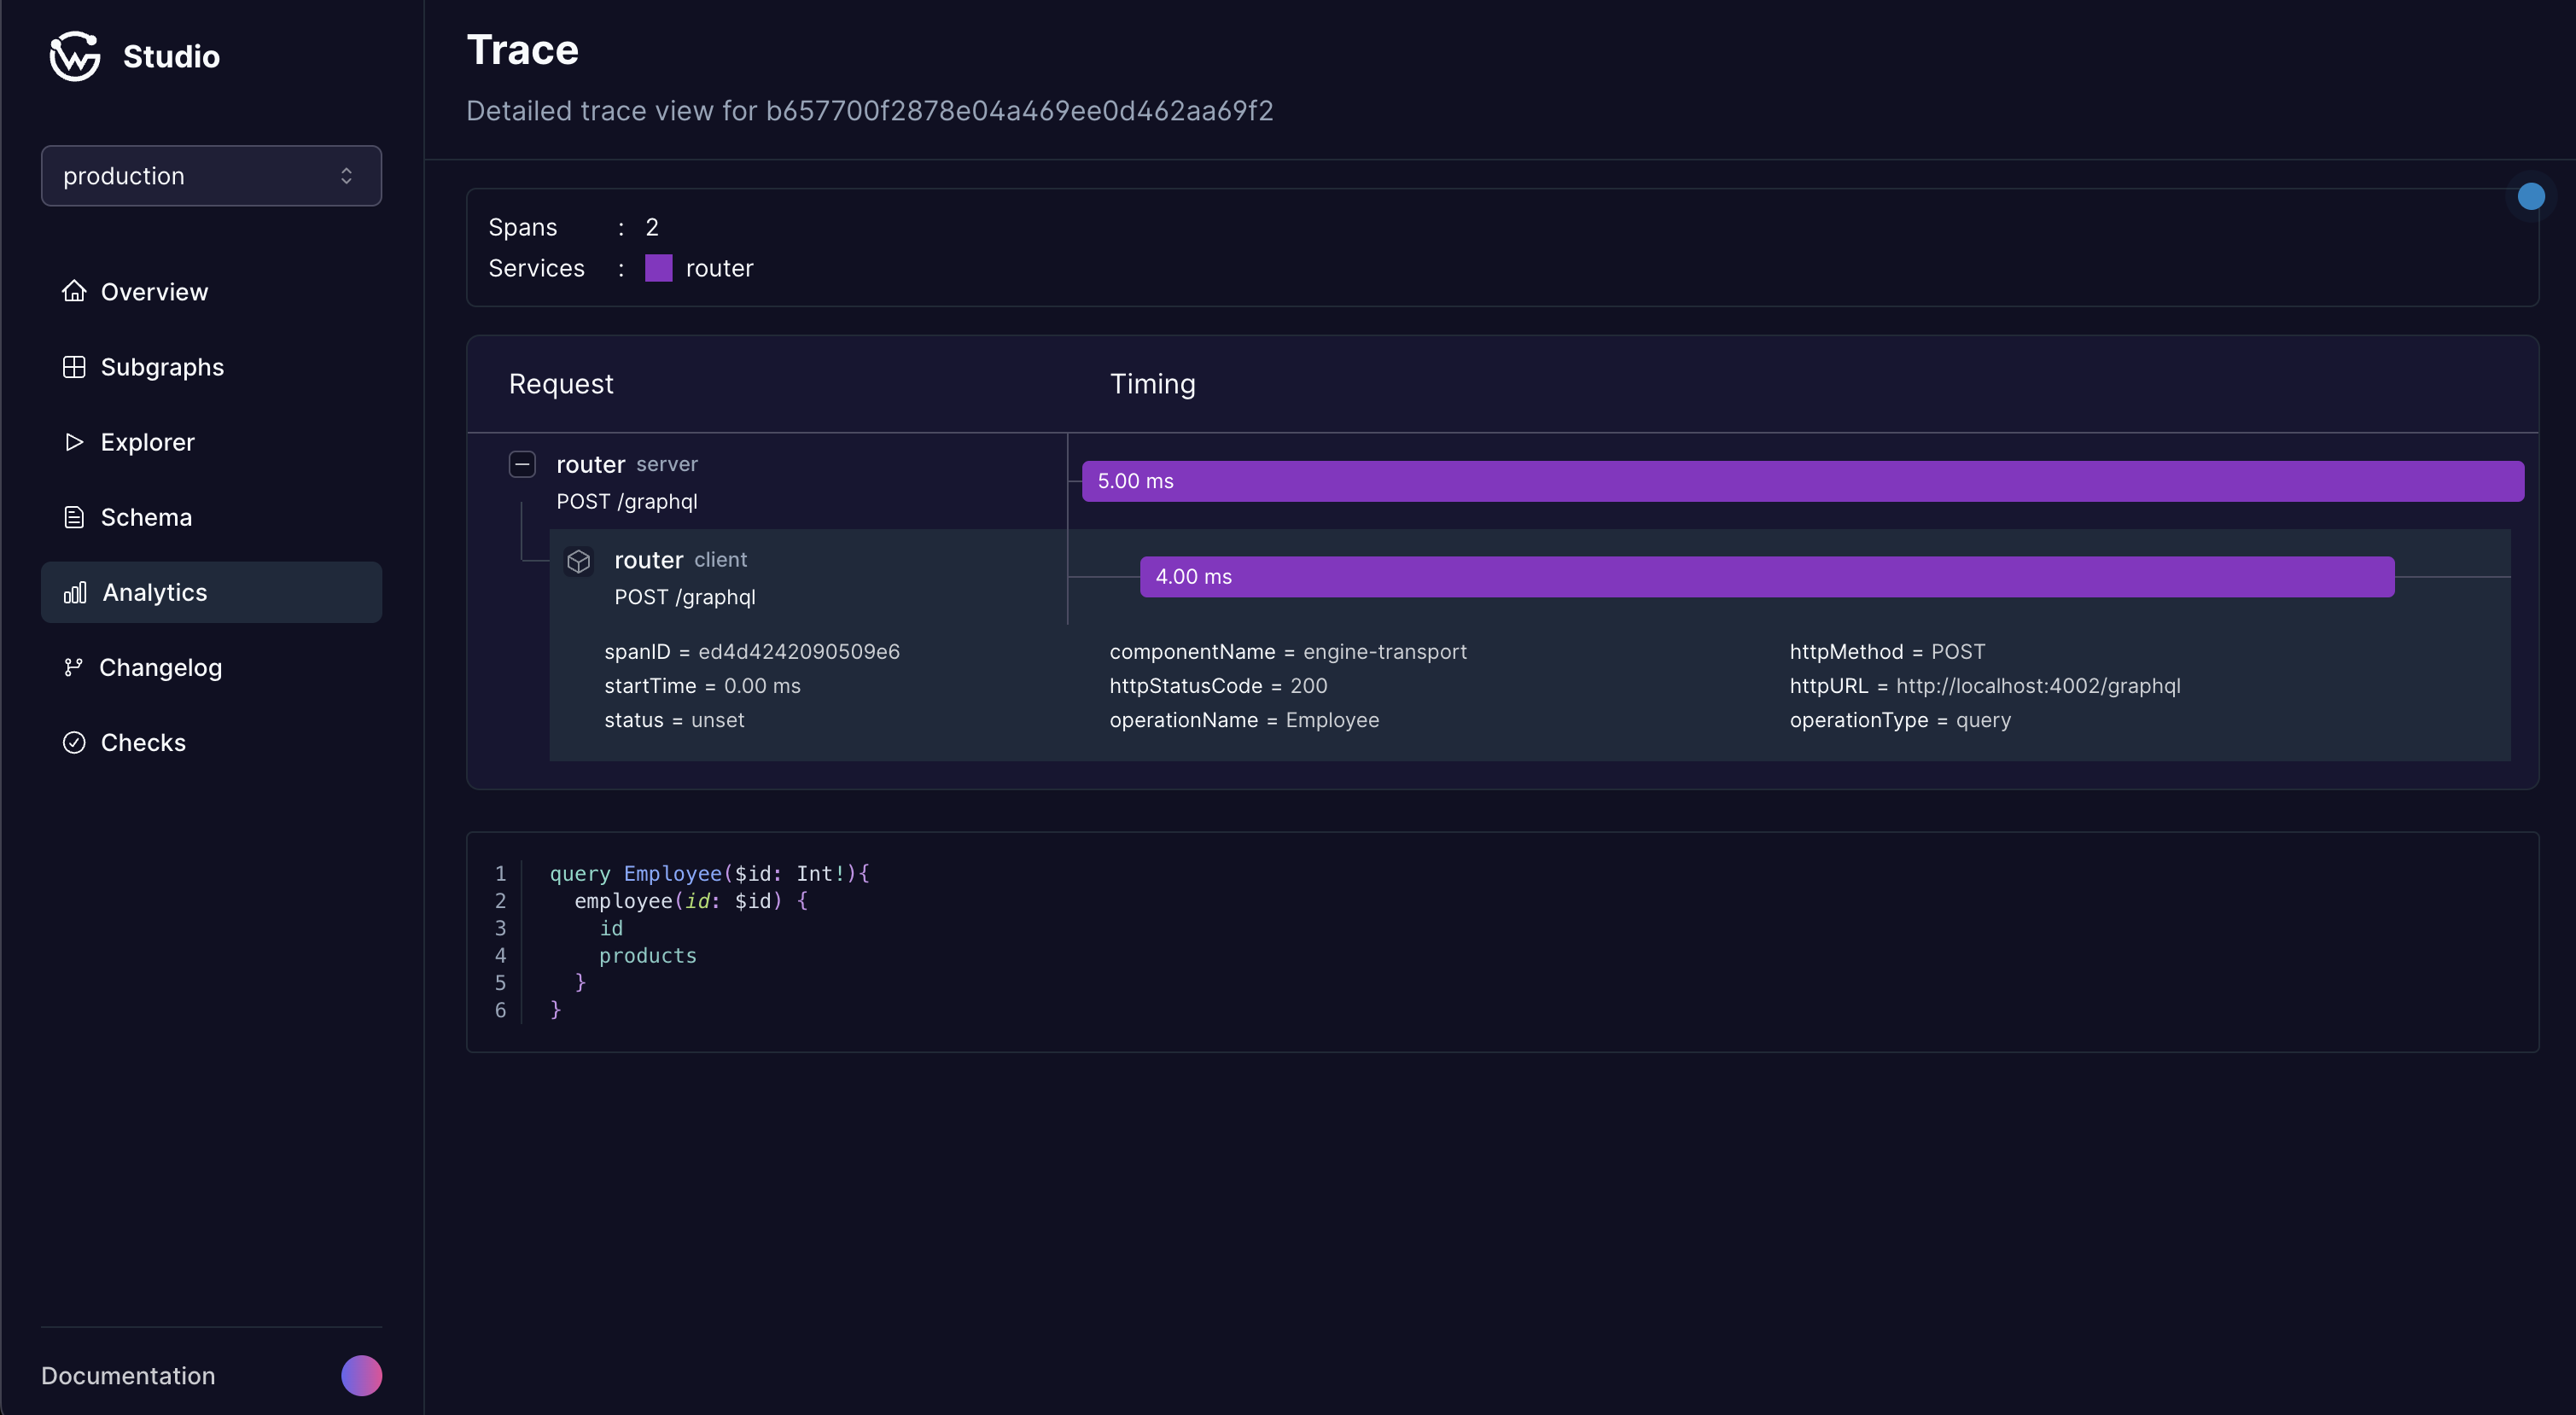 Studio
production
Overview
Subgraphs
Explorer
Schema
Analytics
Changelog
Checks
Documentation
Trace
Detailed trace view for b657700f2878e04a469ee0d462aa69f2
Spans : 2
Services : router
Request Timing
router server
POST /graphql
5.00 ms
router client
POST /graphql
4.00 ms
spanID = ed4d4242090509e6 componentName = engine-transport httpMethod = POST
startTime = 0.00 ms httpStatusCode = 200 httpURL = http://localhost:4002/graphql
status = unset operationName = Employee operationType = query
1 query Employee($id: Int!){
2 employee(id: $id) {
3 id
4 products
5 }
6 }